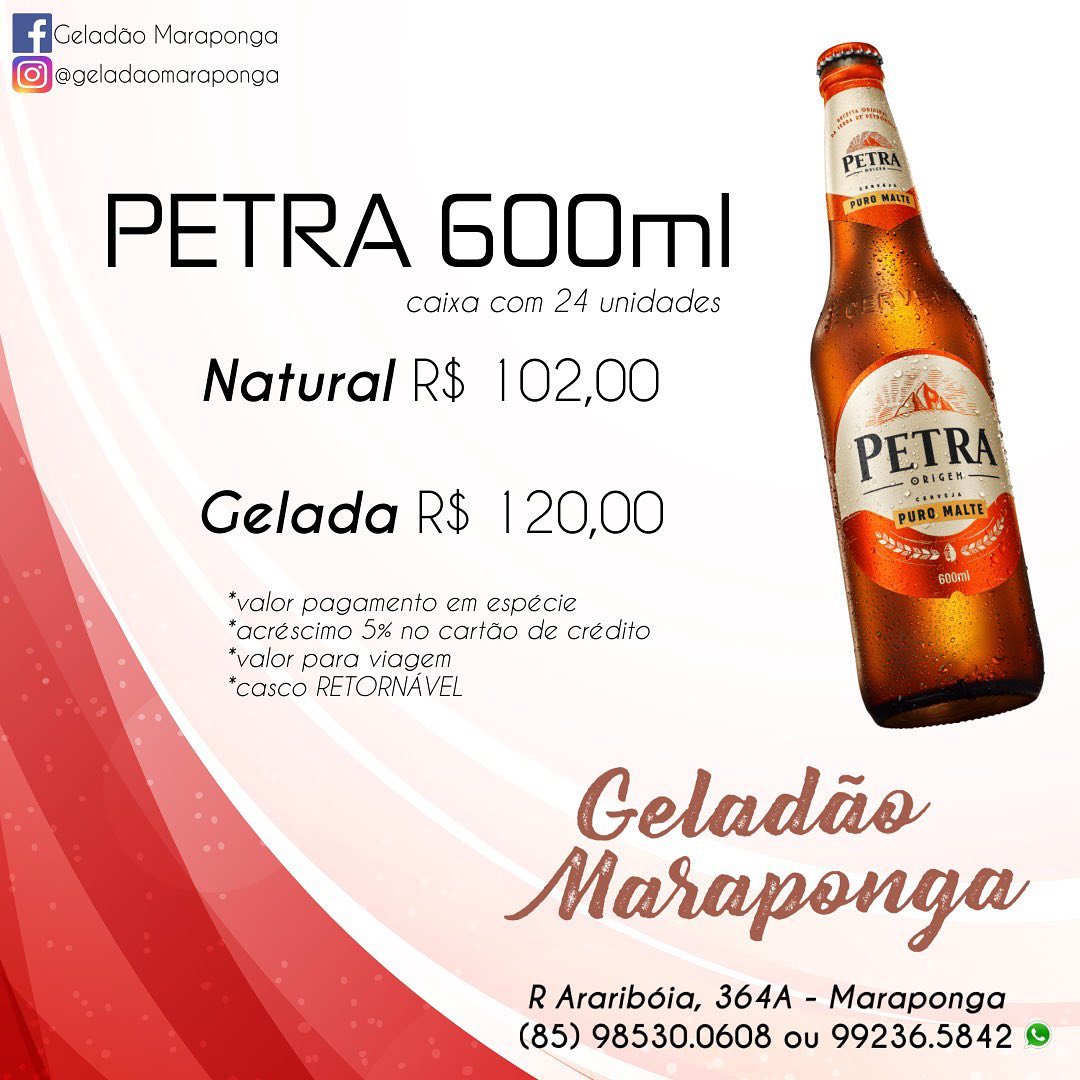 Geladão Maraponga
@geladaomaraponga
PETRA 600ml
caixa com 24 unidades
Natural R$ 102,00
Gelada R$ 120,00
*valor pagamento em espécie
*acréscimo 5% no cartão de crédito
*valor para viagem
*casco RETORNÁVEL
PETRA
ORIGEM
CERVEJA
PURO MALTE
PETRA
ORIGEM
CERVEJA
PURO MALTE
600ml
Geladão
Maraponga
R Araribóia, 364A - Maraponga
(85) 98530.0608 ou 99236.5842